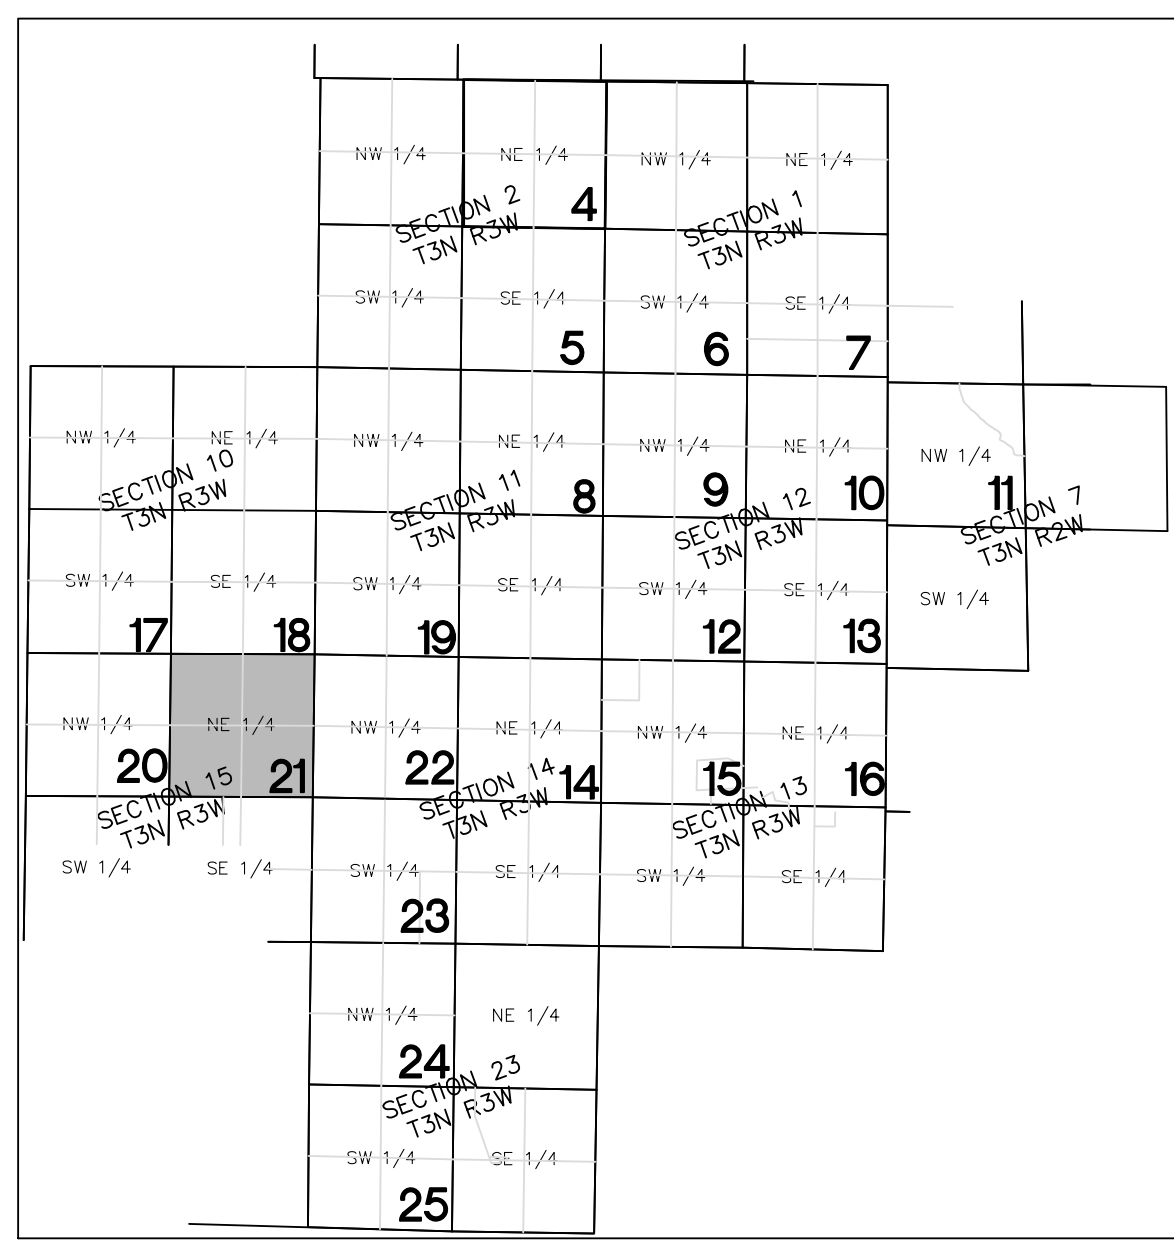 NW 1/4 NE 1/4 NW 1/4 NE 1/4
4
SECTION 2 SECTION 1
T3N R3W T3N R3W
SW 1/4 SE 1/4 SW 1/4 SE 1/4
5 6 7
NW 1/4 NE 1/4 NW 1/4 NE 1/4 NW 1/4 NE 1/4 NW 1/4
8 9 10 11
SECTION 10 SECTION 11 SECTION 12 SECTION 7
T3N R3W T3N R3W T3N R3W T3N R2W
SW 1/4 SE 1/4 SW 1/4 SE 1/4 SW 1/4 SE 1/4 SW 1/4
17 18 19 12 13
NW 1/4 NE 1/4 NW 1/4 NE 1/4 NW 1/4 NE 1/4
20 21 22 14 15 16
SECTION 15 SECTION 14 SECTION 13
T3N R3W T3N R3W T3N R3W
SW 1/4 SE 1/4 SW 1/4 SE 1/4 SW 1/4 SE 1/4
23
NW 1/4 NE 1/4
24
SECTION 23
T3N R3W
SW 1/4 SE 1/4
25